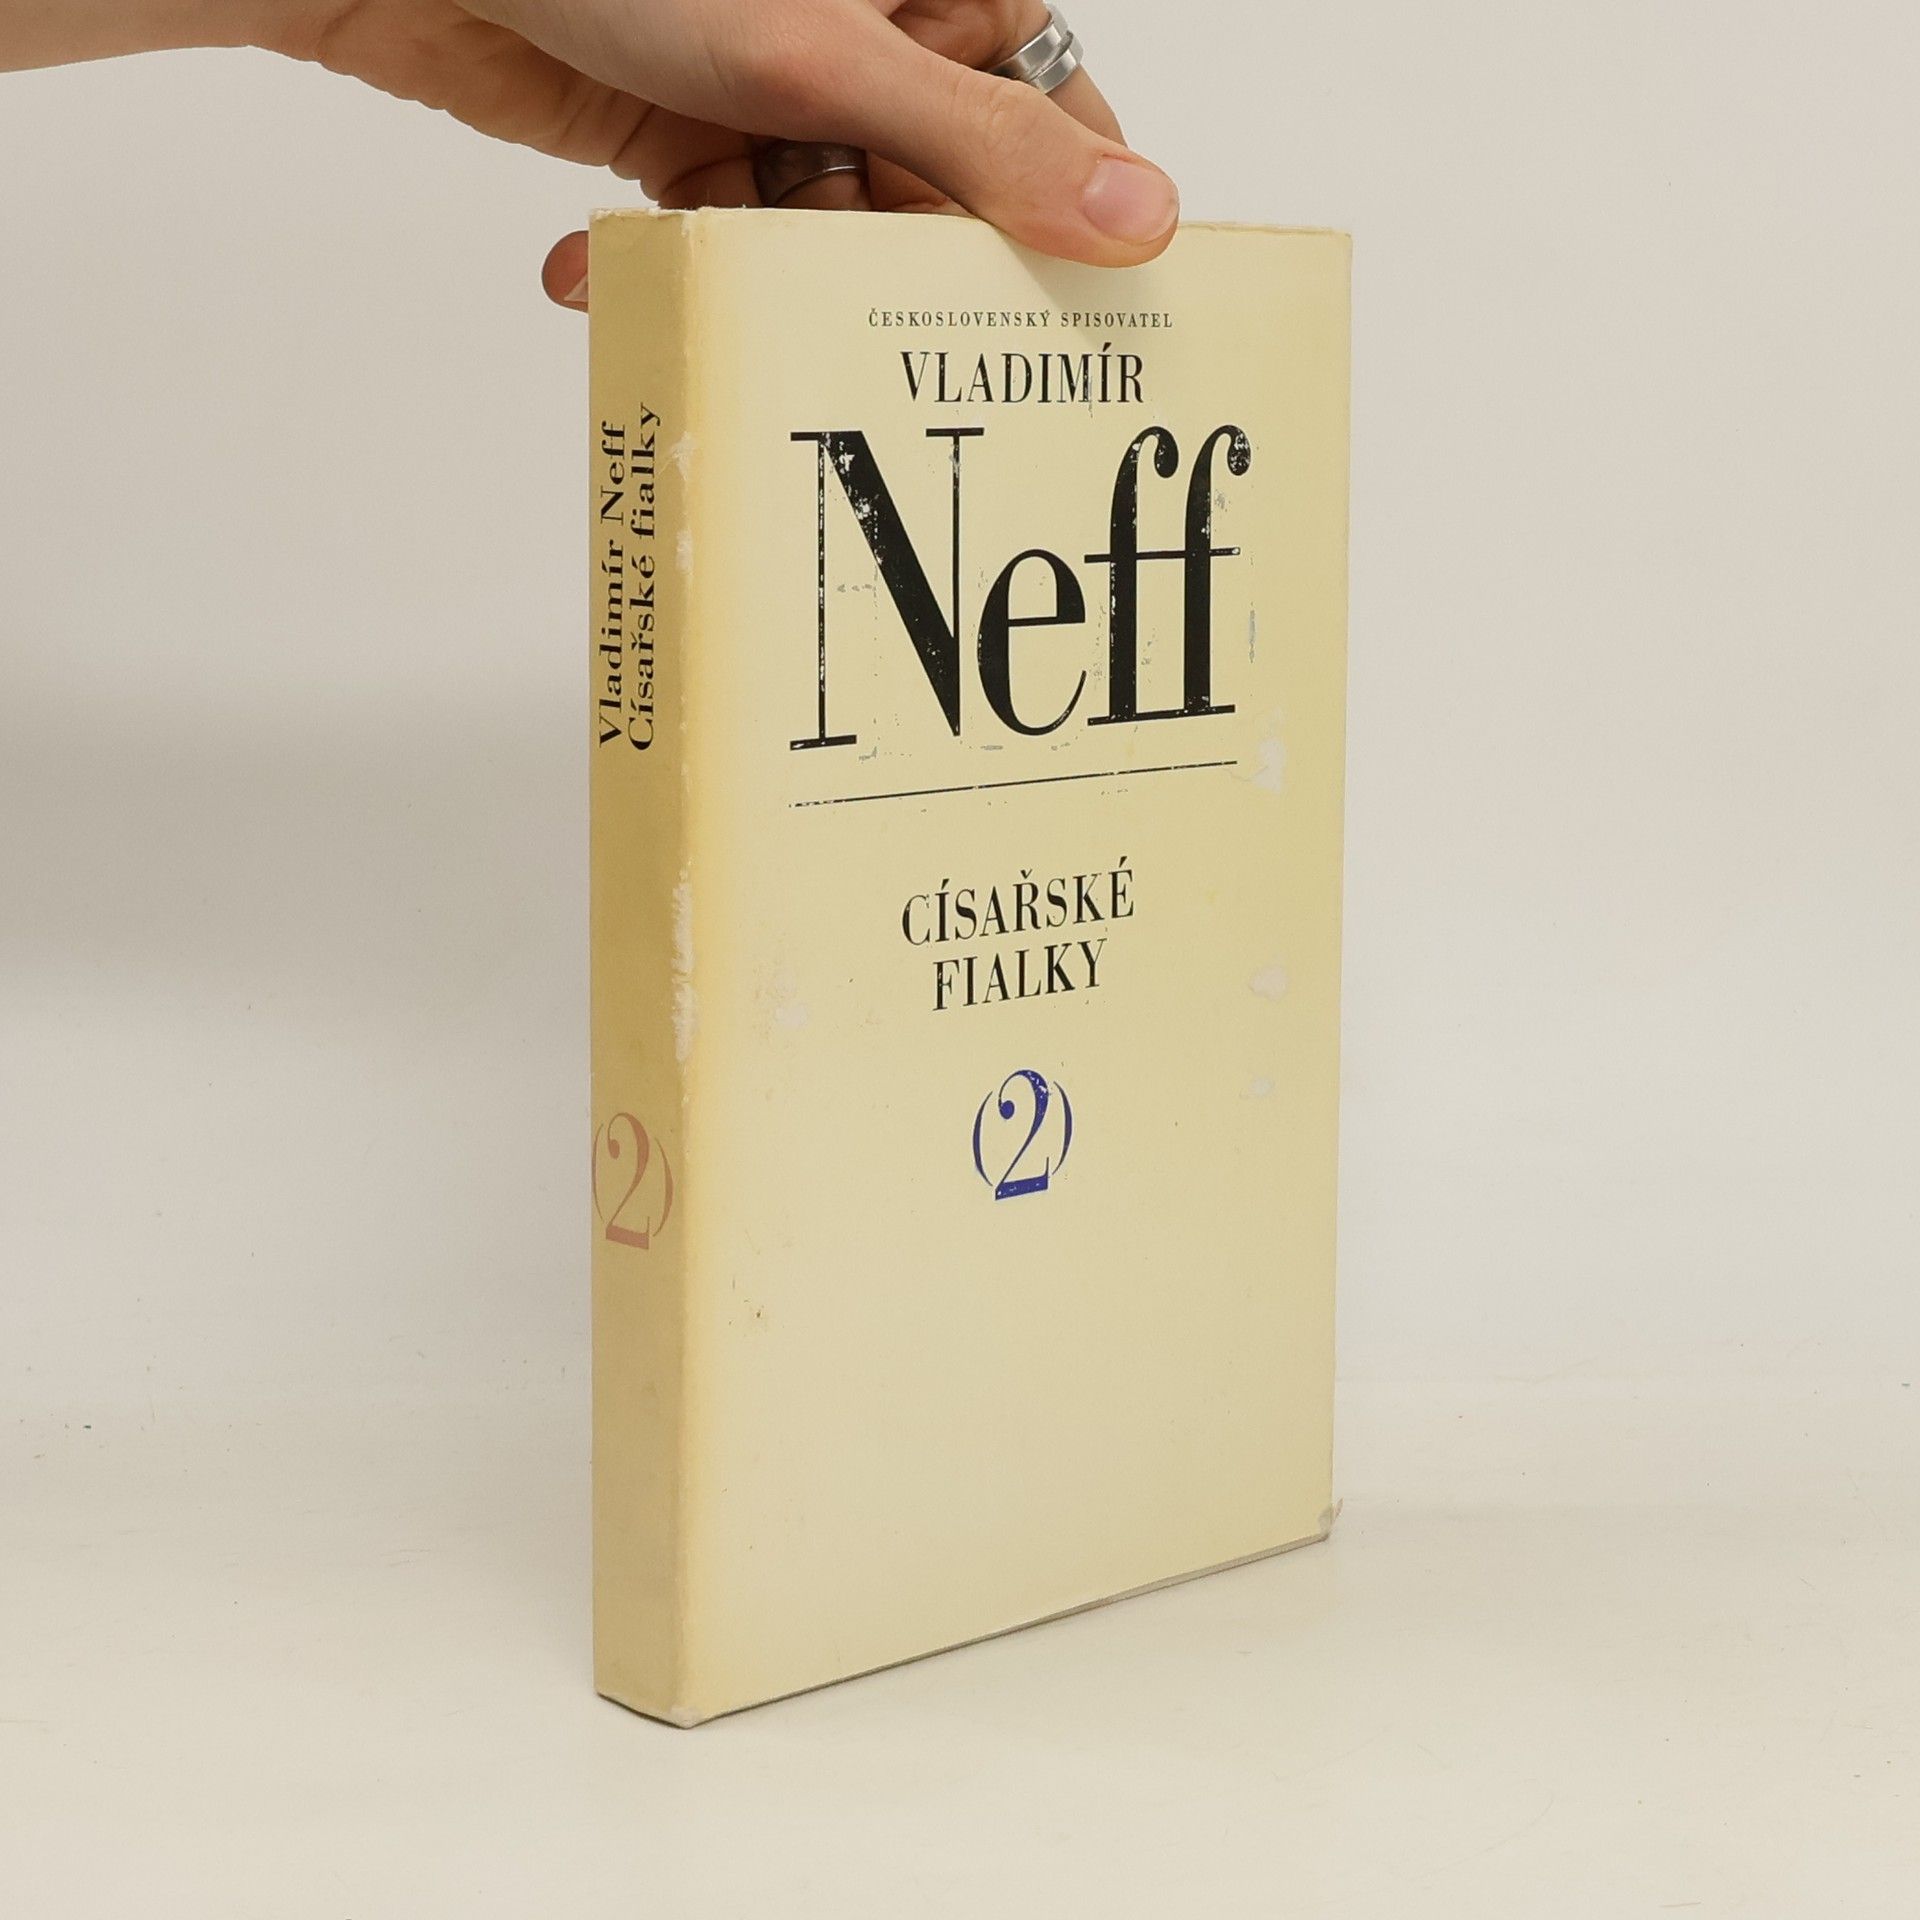 ČESKOSLOVENSKÝ SPISOVATEL
VLADIMÍR
Neff
CÍSAŘSKÉ
FIALKY
(2)
Vladimír Neff
Císařské fialky
(2)